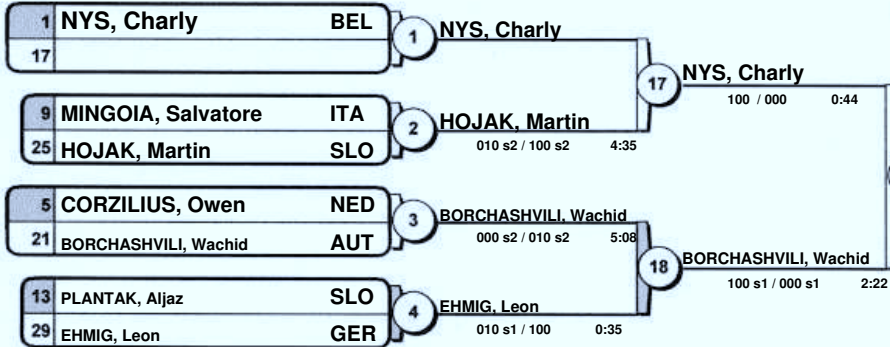 1 NYS, Charly BEL
17
1
NYS, Charly
9 MINGOIA, Salvatore ITA
25 HOJAK, Martin SLO
2
HOJAK, Martin
010 s2 / 100 s2 4:35
17
NYS, Charly
100 / 000 0:44
5 CORZILIUS, Owen NED
21 BORCHASHVILI, Wachid AUT
3
BORCHASHVILI, Wachid
000 s2 / 010 s2 5:08
13 PLANTAK, Aljaz SLO
29 EHMIG, Leon GER
4
EHMIG, Leon
010 s1 / 100 0:35
18
BORCHASHVILI, Wachid
100 s1 / 000 s1 2:22